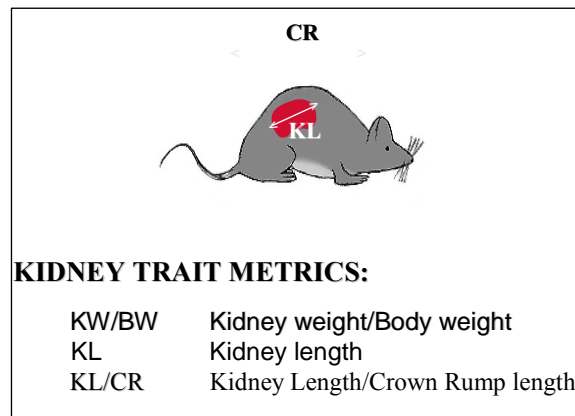 CR
KL
KIDNEY TRAIT METRICS:
KW/BW Kidney weight/Body weight
KL Kidney length
KL/CR Kidney Length/Crown Rump length